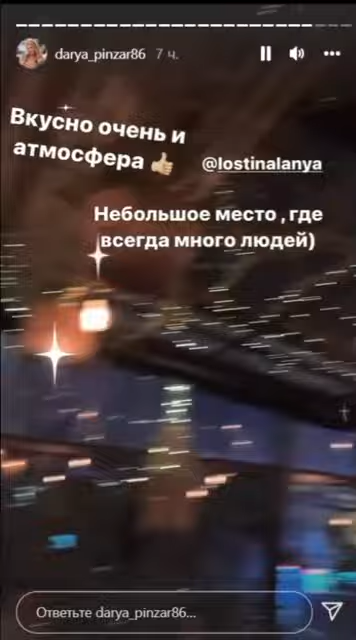 darya_pinzar86 7 ч.
Вкусно очень и
атмосфера 👍🏼
@lostinalanya
Небольшое место , где
всегда много людей)
Ответьте darya_pinzar86...